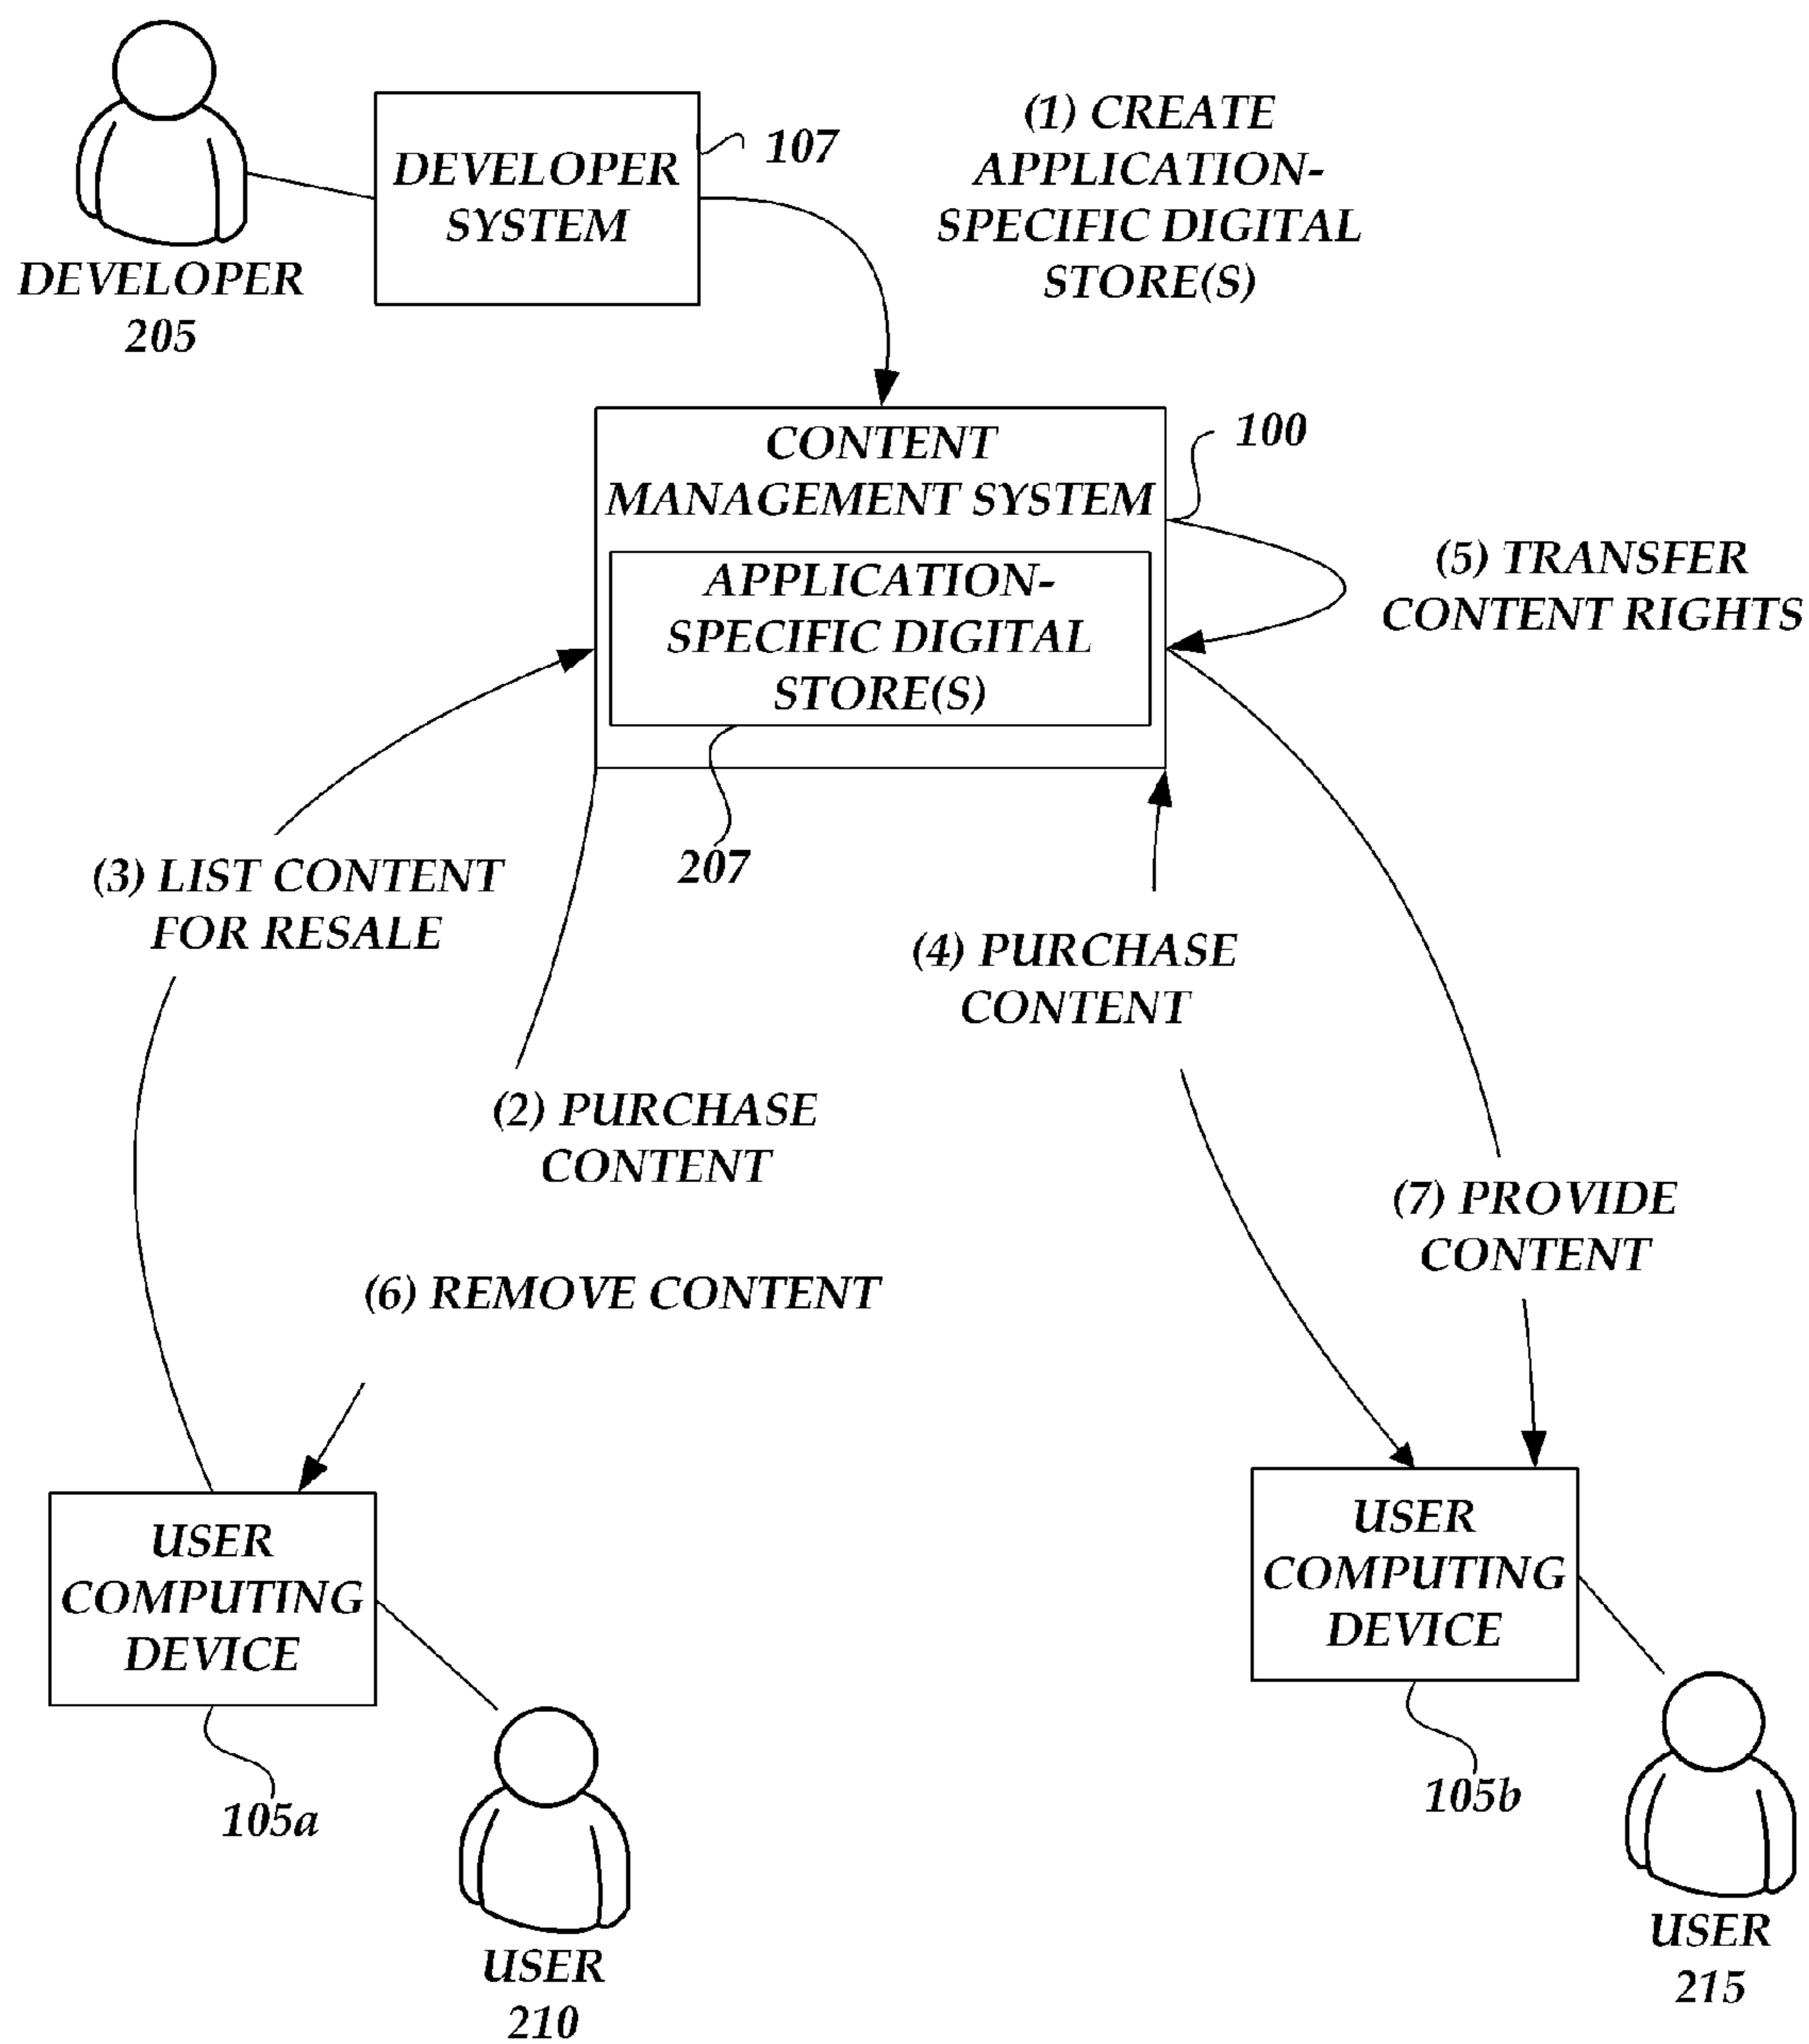 DEVELOPER
205
DEVELOPER
SYSTEM
107
(1) CREATE
APPLICATION-
SPECIFIC DIGITAL
STORE(S)
CONTENT
MANAGEMENT SYSTEM
100
APPLICATION-
SPECIFIC DIGITAL
STORE(S)
207
(5) TRANSFER
CONTENT RIGHTS
(3) LIST CONTENT
FOR RESALE
(4) PURCHASE
CONTENT
(2) PURCHASE
CONTENT
(7) PROVIDE
CONTENT
(6) REMOVE CONTENT
USER
COMPUTING
DEVICE
105a
USER
210
USER
COMPUTING
DEVICE
105b
USER
215